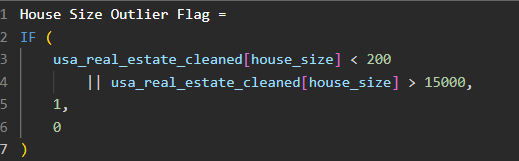 1 House Size Outlier Flag =
2 IF (
3 usa_real_estate_cleaned[house_size] < 200
4 || usa_real_estate_cleaned[house_size] > 15000,
5 1,
6 0
7 )